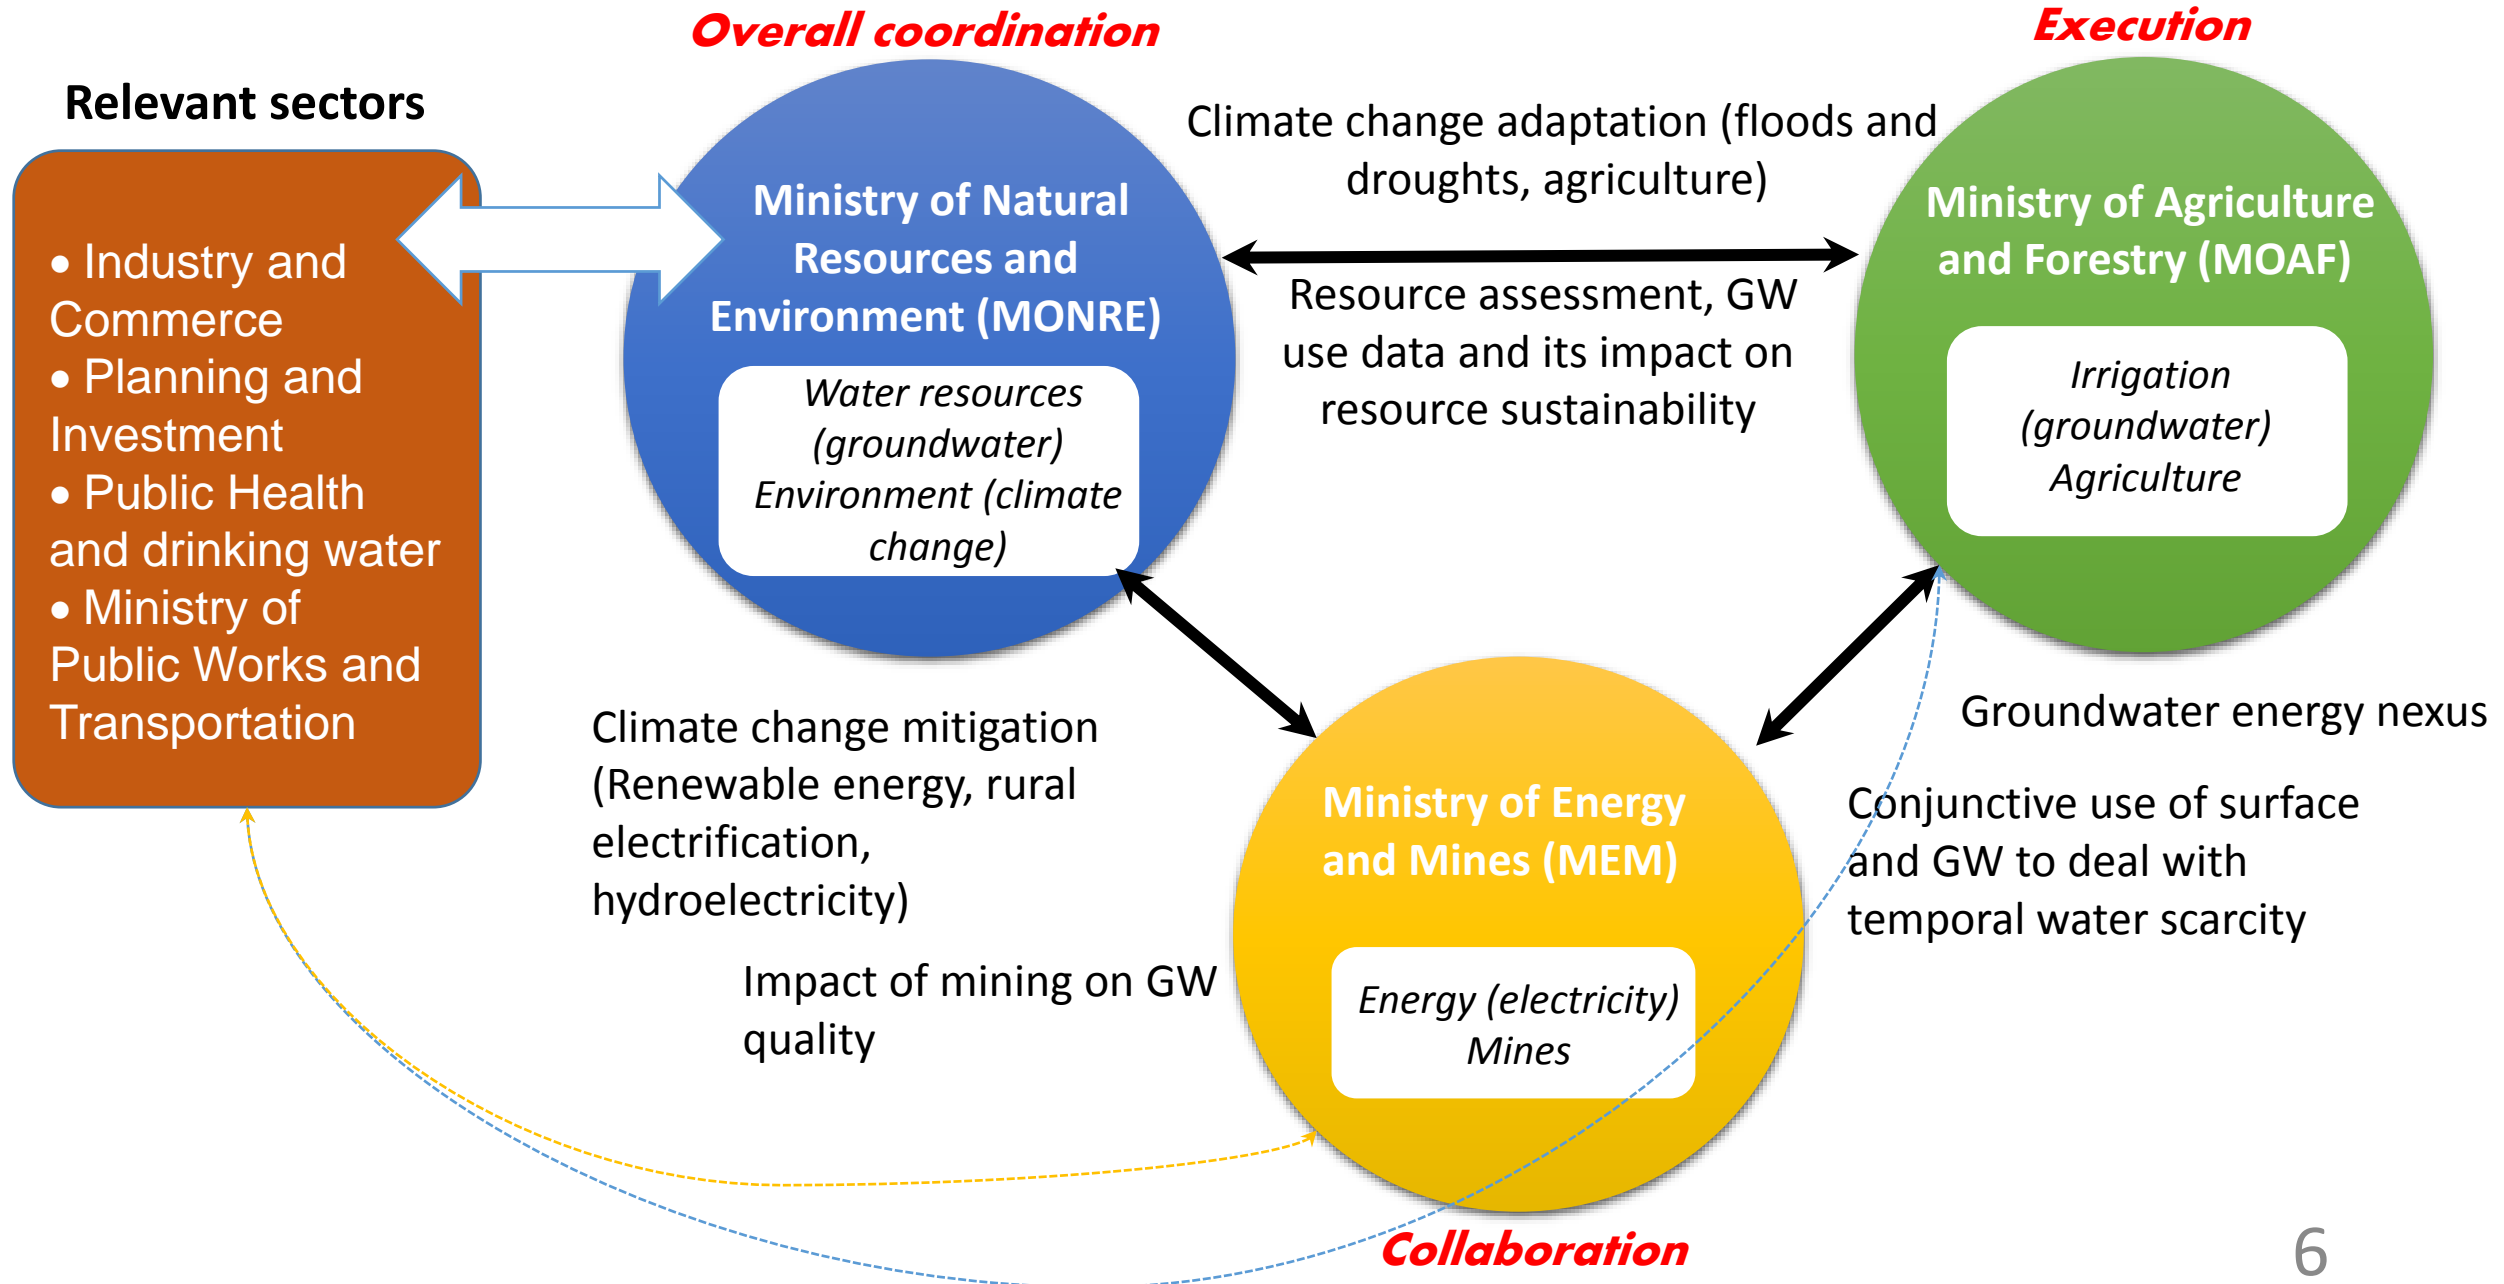 Overall coordination
Execution
Relevant sectors
• Industry and
Commerce
• Planning and
Investment
• Public Health
and drinking water
• Ministry of
Public Works and
Transportation
Ministry of Natural
Resources and
Environment (MONRE)
Water resources
(groundwater)
Environment (climate
change)
Climate change adaptation (floods and
droughts, agriculture)
Resource assessment, GW
use data and its impact on
resource sustainability
Ministry of Agriculture
and Forestry (MOAF)
Irrigation
(groundwater)
Agriculture
Climate change mitigation
(Renewable energy, rural
electrification,
hydroelectricity)
Impact of mining on GW
quality
Ministry of Energy
and Mines (MEM)
Energy (electricity)
Mines
Groundwater energy nexus
Conjunctive use of surface
and GW to deal with
temporal water scarcity
Collaboration
6